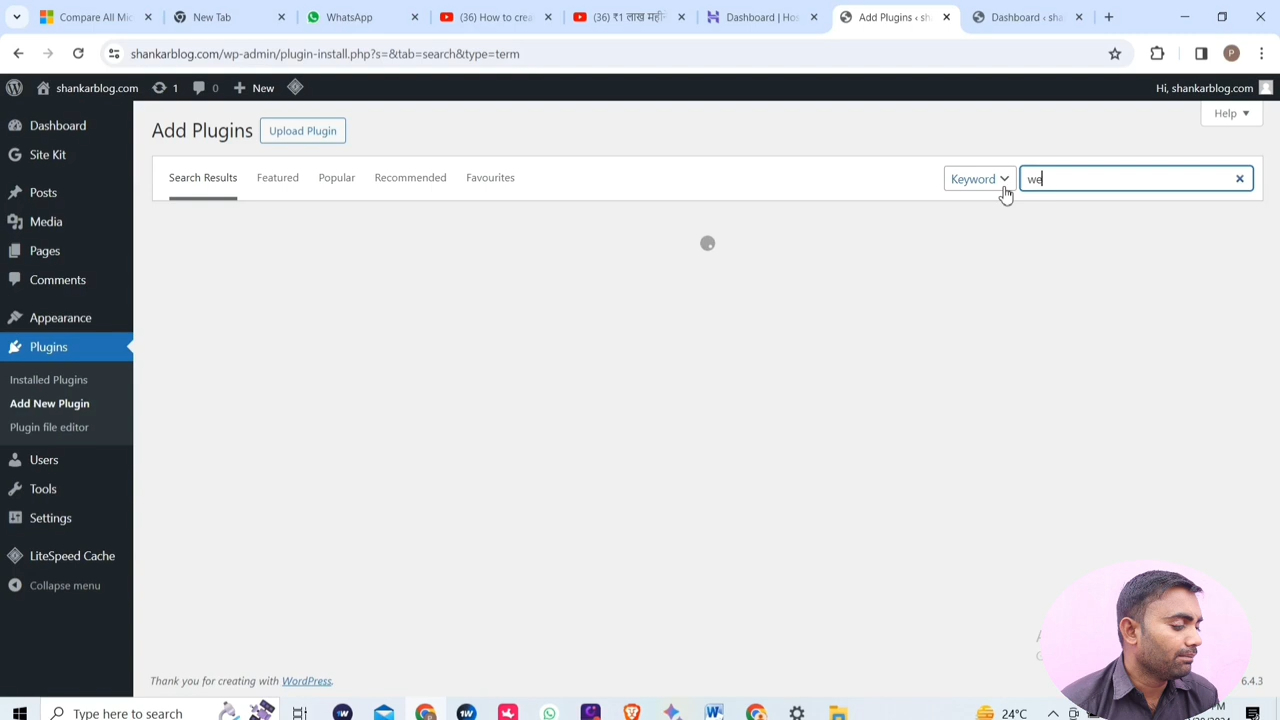 Compare All Mic
New Tab
WhatsApp
(36) How to crea
(36) ₹1 लाख महीन
Dashboard | Hos
Add Plugins ‹ sh
Dashboard ‹ sha
shankarblog.com/wp-admin/plugin-install.php?s=&tab=search&type=term
P
shankarblog.com
1
0
New
Hi, shankarblog.com
Help
Add Plugins
Upload Plugin
Search Results
Featured
Popular
Recommended
Favourites
Keyword
we
Dashboard
Site Kit
Posts
Media
Pages
Comments
Appearance
Plugins
Installed Plugins
Add New Plugin
Plugin file editor
Users
Tools
Settings
LiteSpeed Cache
Collapse menu
Thank you for creating with WordPress.
6.4.3
Type here to search
24°C